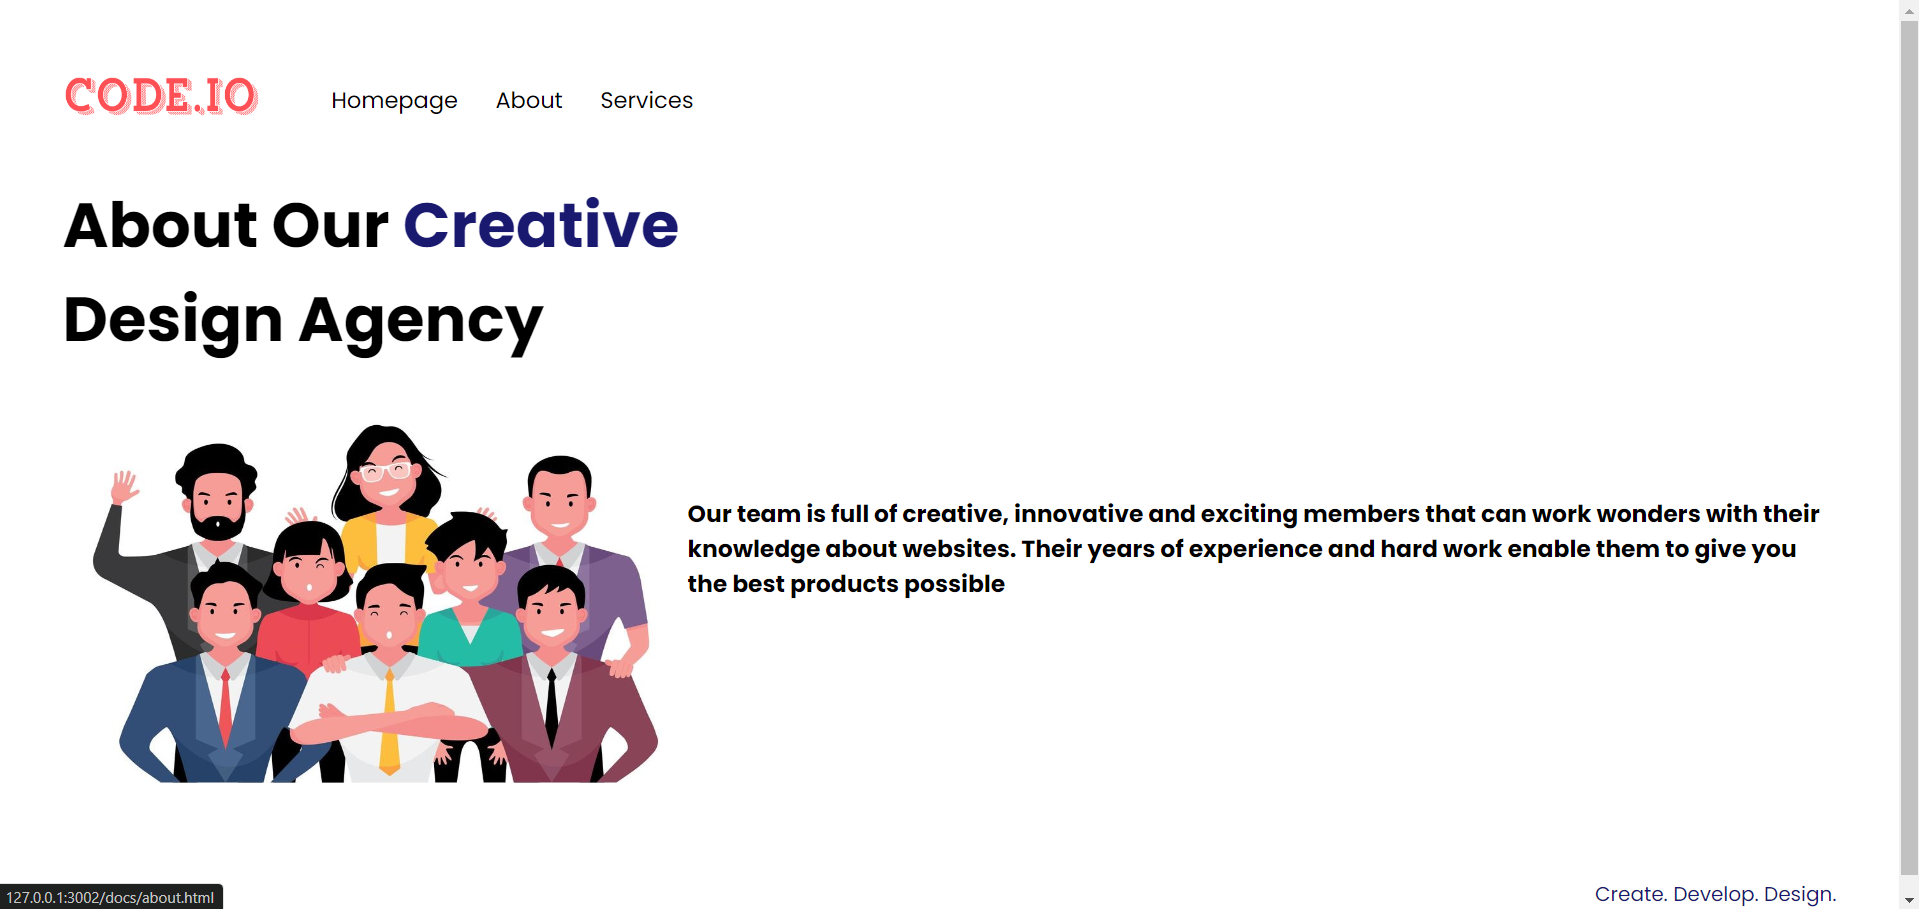 CODE.IO
Homepage About Services
About Our Creative
Design Agency
Our team is full of creative, innovative and exciting members that can work wonders with their
knowledge about websites. Their years of experience and hard work enable them to give you
the best products possible
Create. Develop. Design.
127.0.0.1:3002/docs/about.html